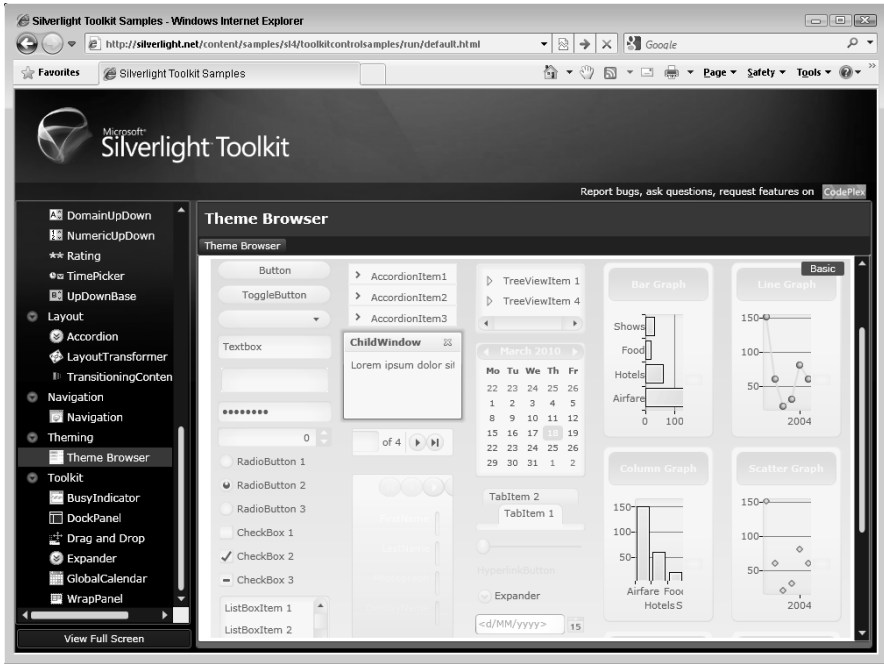 Silverlight Toolkit Samples - Windows Internet Explorer
http://silverlight.net/content/samples/sl4/toolkitcontrolsamples/run/default.html
Google
Favorites
Silverlight Toolkit Samples
Page
Safety
Tools
Microsoft
Silverlight Toolkit
Report bugs, ask questions, request features on CodePlex
DomainUpDown
NumericUpDown
Rating
TimePicker
UpDownBase
Layout
Accordion
LayoutTransformer
TransitioningConten
Navigation
Navigation
Theming
Theme Browser
Toolkit
BusyIndicator
DockPanel
Drag and Drop
Expander
GlobalCalendar
WrapPanel
View Full Screen
Theme Browser
Theme Browser
Basic
Button
ToggleButton
Textbox
0
RadioButton 1
RadioButton 2
RadioButton 3
CheckBox 1
CheckBox 2
CheckBox 3
ListBoxItem 1
ListBoxItem 2
AccordionItem1
AccordionItem2
AccordionItem3
ChildWindow
Lorem ipsum dolor sit
of 4
TreeViewItem 1
TreeViewItem 4
March 2010
Mo Tu We Th Fr
22 23 24 25 26
1 2 3 4 5
8 9 10 11 12
15 16 17 18 19
22 23 24 25 26
29 30 31 1 2
TabItem 2
TabItem 1
HyperlinkButton
Expander
<d/MM/yyyy> 15
Bar Graph
Shows
Food
Hotels
Airfare
0 100
Line Graph
150
100
50
2004
Column Graph
150
100
50
Airfare Food
Hotels S
Scatter Graph
150
100
50
2004